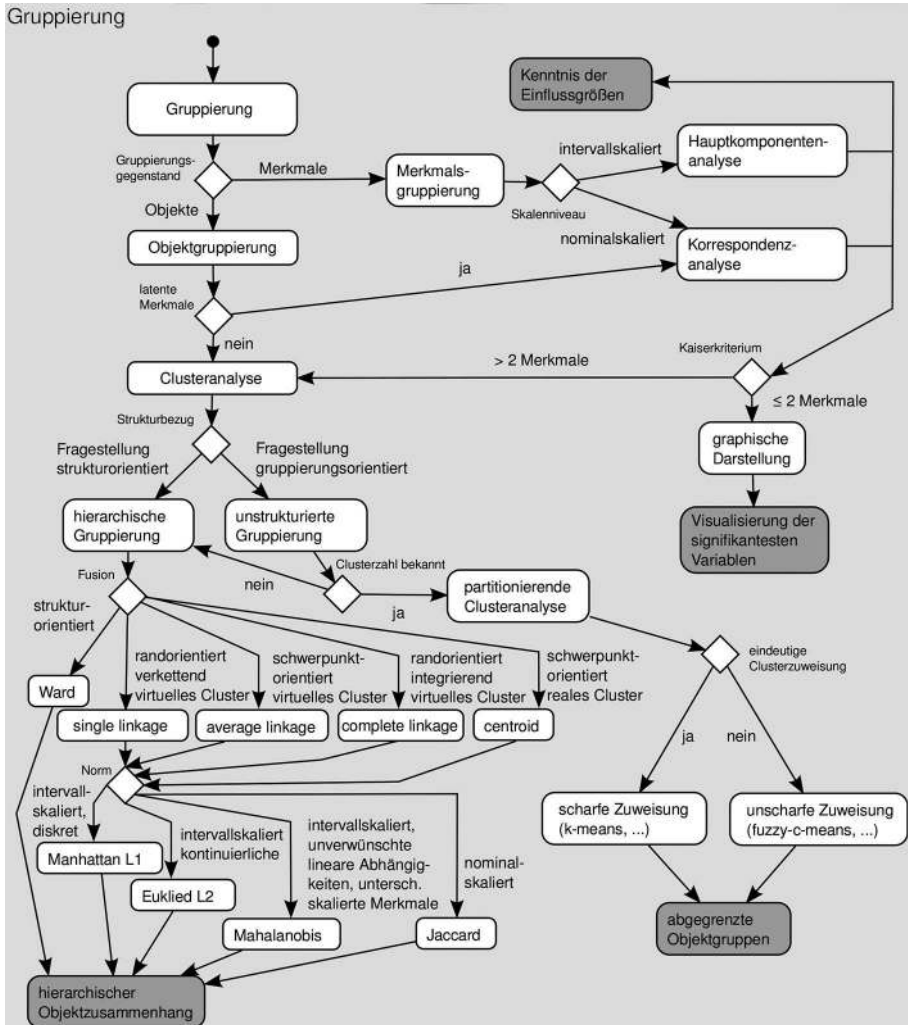 Gruppierung
Kenntnis der
Einflussgrößen
Gruppierung
Gruppierungs-
gegenstand
Merkmale
Merkmals-
gruppierung
intervallskaliert
Hauptkomponenten-
analyse
Skalenniveau
Objekte
nominalskaliert
Korrespondenz-
analyse
Objektgruppierung
ja
latente
Merkmale
nein
> 2 Merkmale
Kaiserkriterium
Clusteranalyse
≤ 2 Merkmale
Strukturbezug
graphische
Darstellung
Fragestellung
strukturorientiert
Fragestellung
gruppierungsorientiert
hierarchische
Gruppierung
unstrukturierte
Gruppierung
Visualisierung der
signifikantesten
Variablen
Clusterzahl bekannt
nein
Fusion
ja
partitionierende
Clusteranalyse
struktur-
orientiert
eindeutige
Clusterzuweisung
randorientiert
verkettend
virtuelles Cluster
schwerpunkt-
orientiert
virtuelles Cluster
randorientiert
integrierend
virtuelles Cluster
schwerpunkt-
orientiert
reales Cluster
Ward
single linkage
average linkage
complete linkage
centroid
ja
nein
Norm
intervall-
skaliert,
diskret
scharfe Zuweisung
(k-means, ...)
unscharfe Zuweisung
(fuzzy-c-means, ...)
intervallskaliert
kontinuierliche
intervallskaliert,
unverwünschte
lineare Abhängig-
keiten, untersch.
skalierte Merkmale
nominal-
skaliert
Manhattan L1
Euklied L2
Mahalanobis
Jaccard
abgegrenzte
Objektgruppen
hierarchischer
Objektzusammenhang